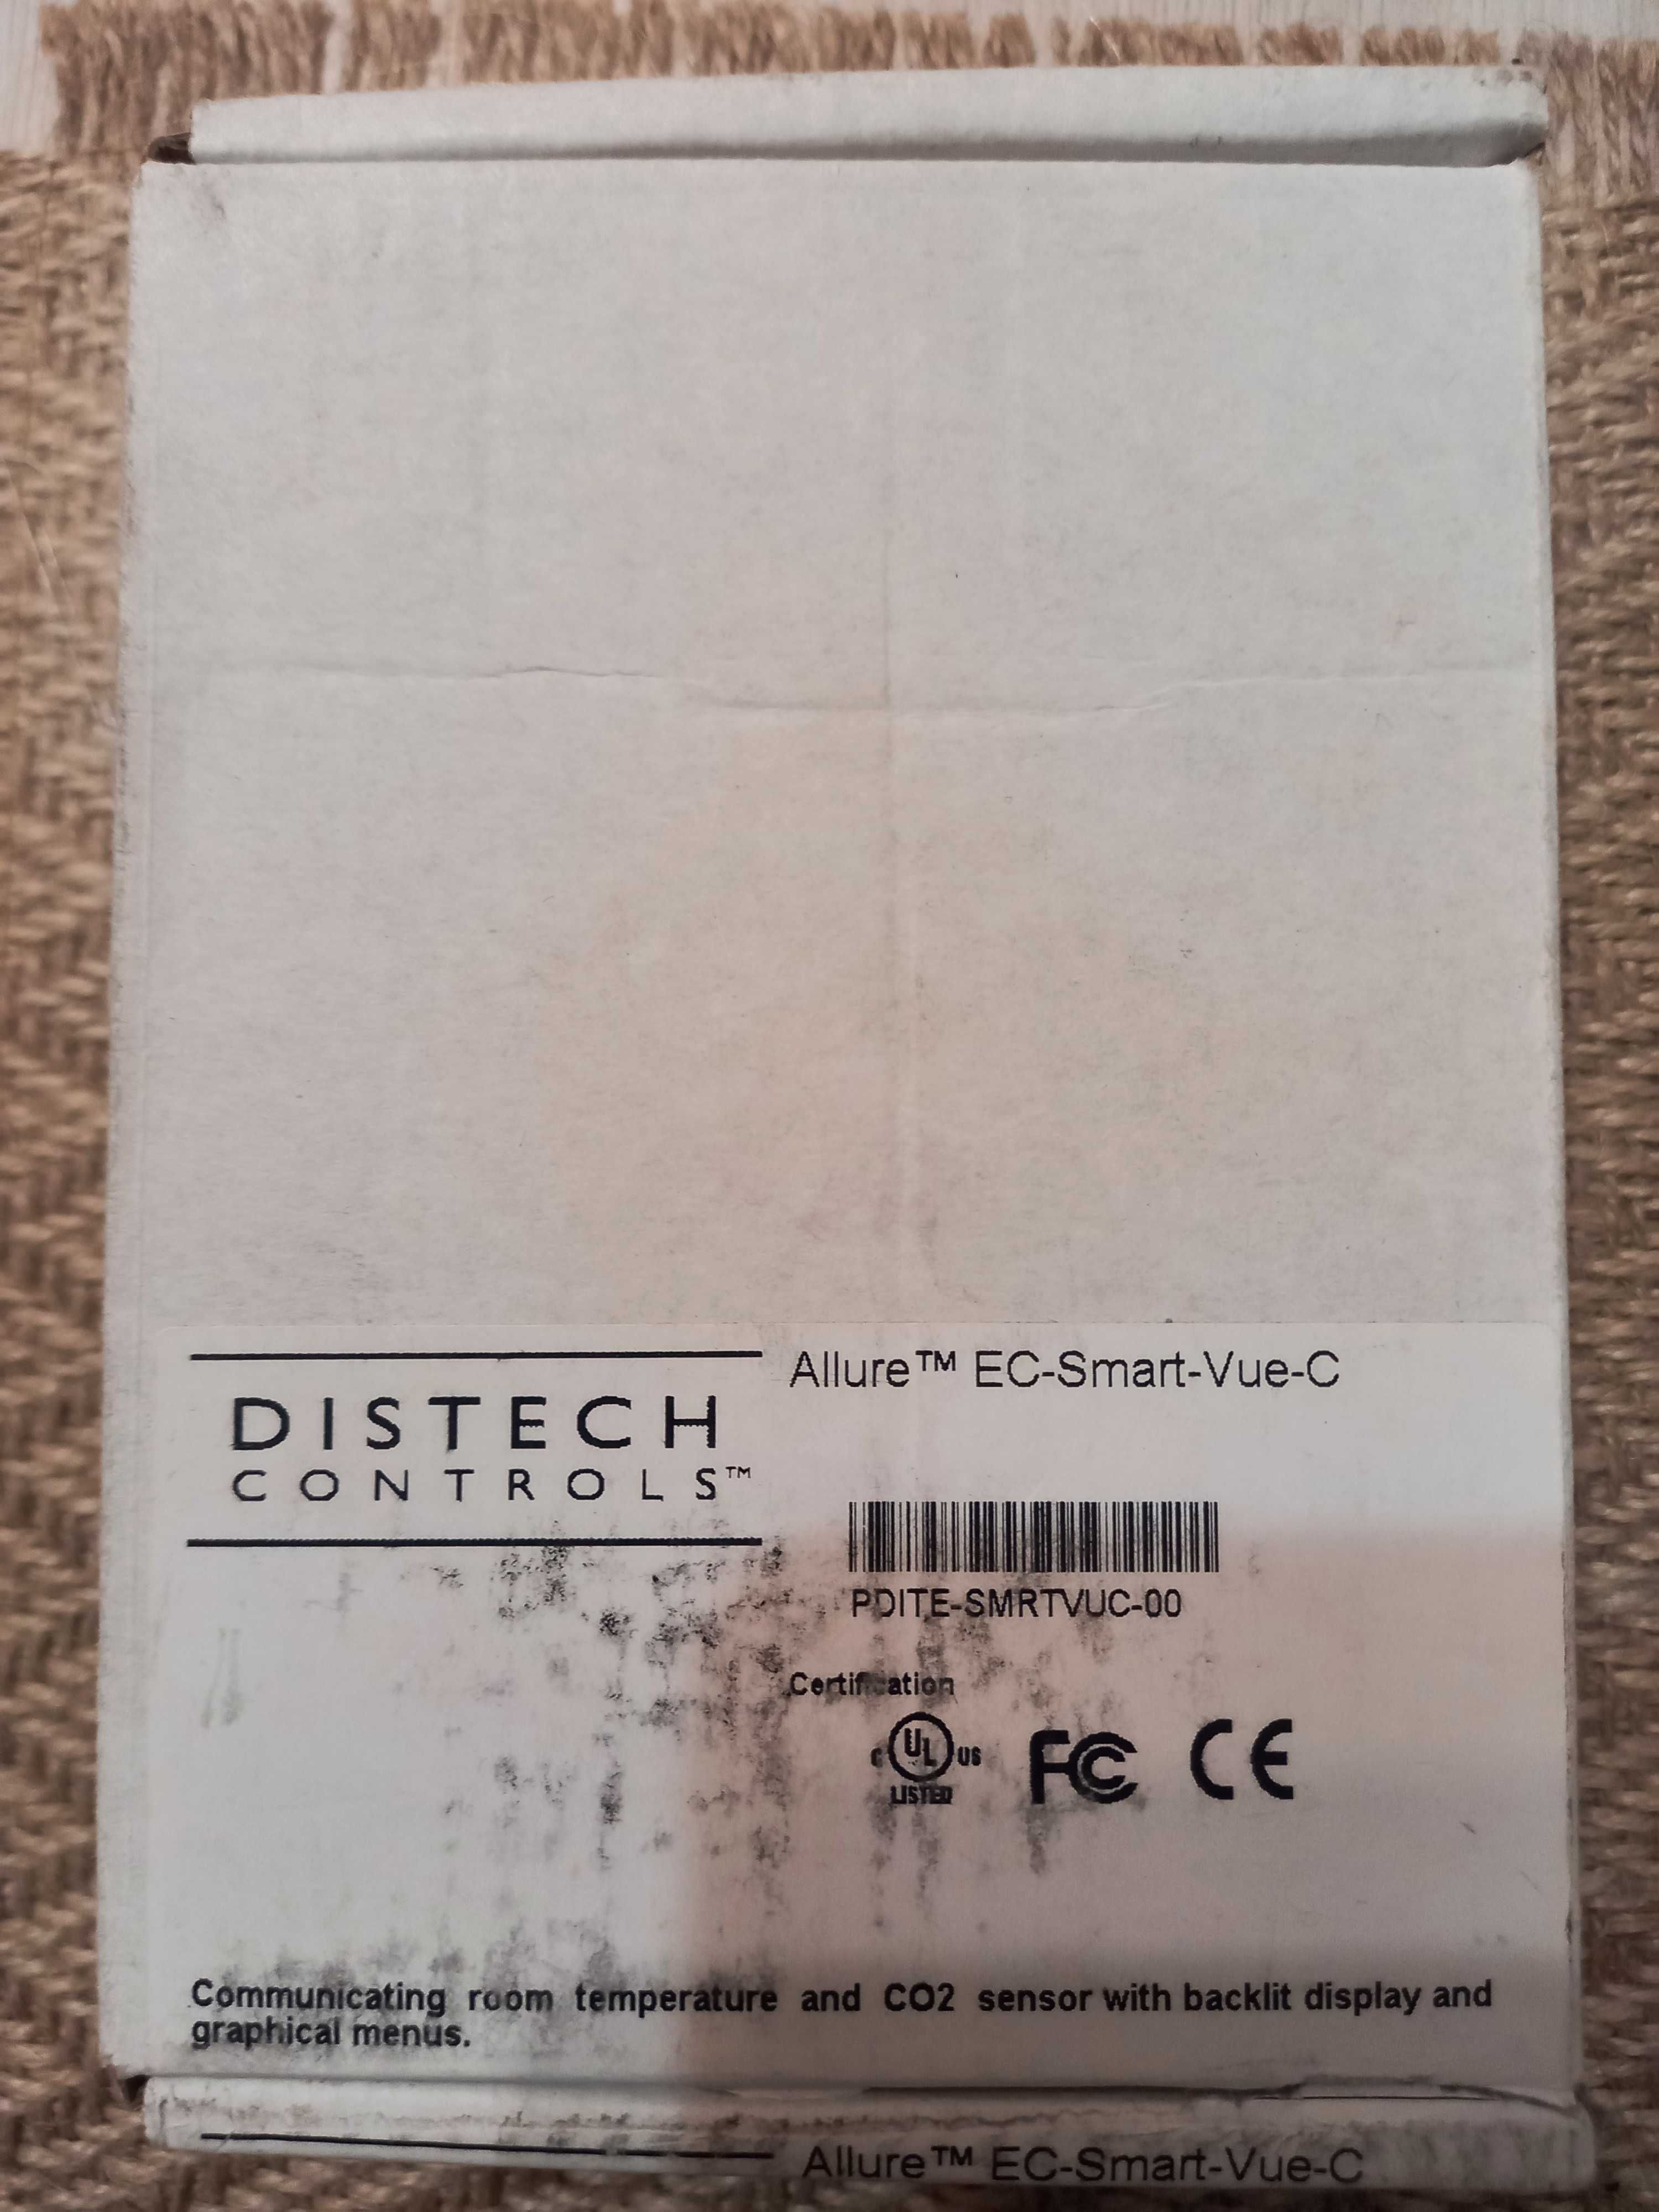 DISTECH
CONTROLS™
Allure™ EC-Smart-Vue-C
PDITE-SMRTVUC-00
Certification
c UL US
LISTED
FC CE
Communicating room temperature and CO2 sensor with backlit display and
graphical menus.
Allure™ EC-Smart-Vue-C